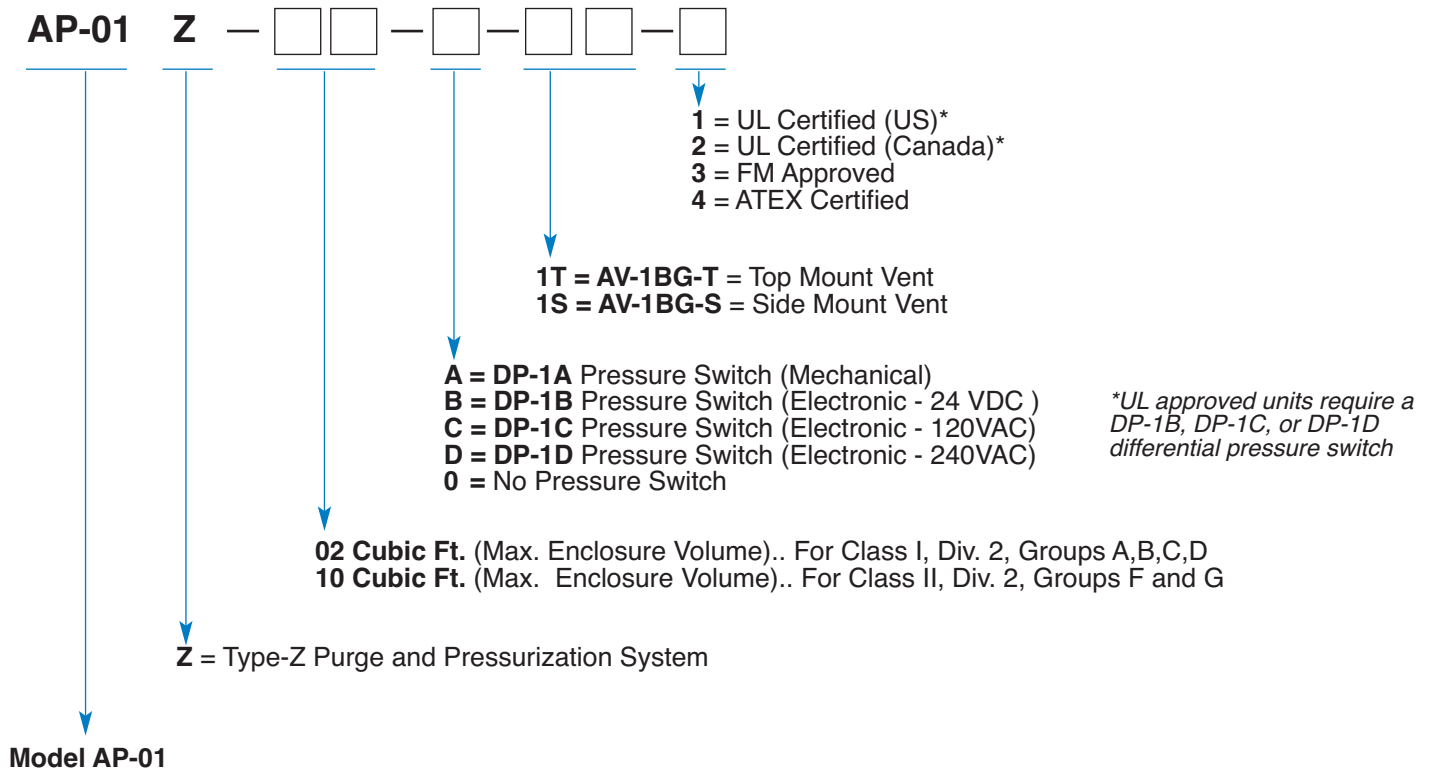 AP-01 Z — — — —
1 = UL Certified (US)*
2 = UL Certified (Canada)*
3 = FM Approved
4 = ATEX Certified
1T = AV-1BG-T = Top Mount Vent
1S = AV-1BG-S = Side Mount Vent
A = DP-1A Pressure Switch (Mechanical)
B = DP-1B Pressure Switch (Electronic - 24 VDC )
C = DP-1C Pressure Switch (Electronic - 120VAC)
D = DP-1D Pressure Switch (Electronic - 240VAC)
0 = No Pressure Switch
*UL approved units require a
DP-1B, DP-1C, or DP-1D
differential pressure switch
02 Cubic Ft. (Max. Enclosure Volume).. For Class I, Div. 2, Groups A,B,C,D
10 Cubic Ft. (Max. Enclosure Volume).. For Class II, Div. 2, Groups F and G
Z = Type-Z Purge and Pressurization System
Model AP-01